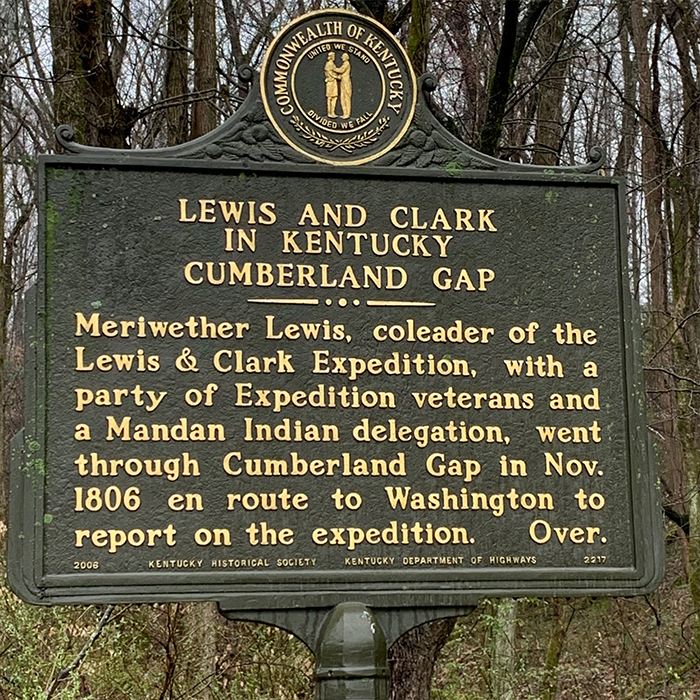 COMMONWEALTH OF KENTUCKY
UNITED WE STAND
DIVIDED WE FALL
LEWIS AND CLARK
IN KENTUCKY
CUMBERLAND GAP
Meriwether Lewis, coleader of the
Lewis & Clark Expedition, with a
party of Expedition veterans and
a Mandan Indian delegation, went
through Cumberland Gap in Nov.
1806 en route to Washington to
report on the expedition. Over.
2006 KENTUCKY HISTORICAL SOCIETY KENTUCKY DEPARTMENT OF HIGHWAYS 2217